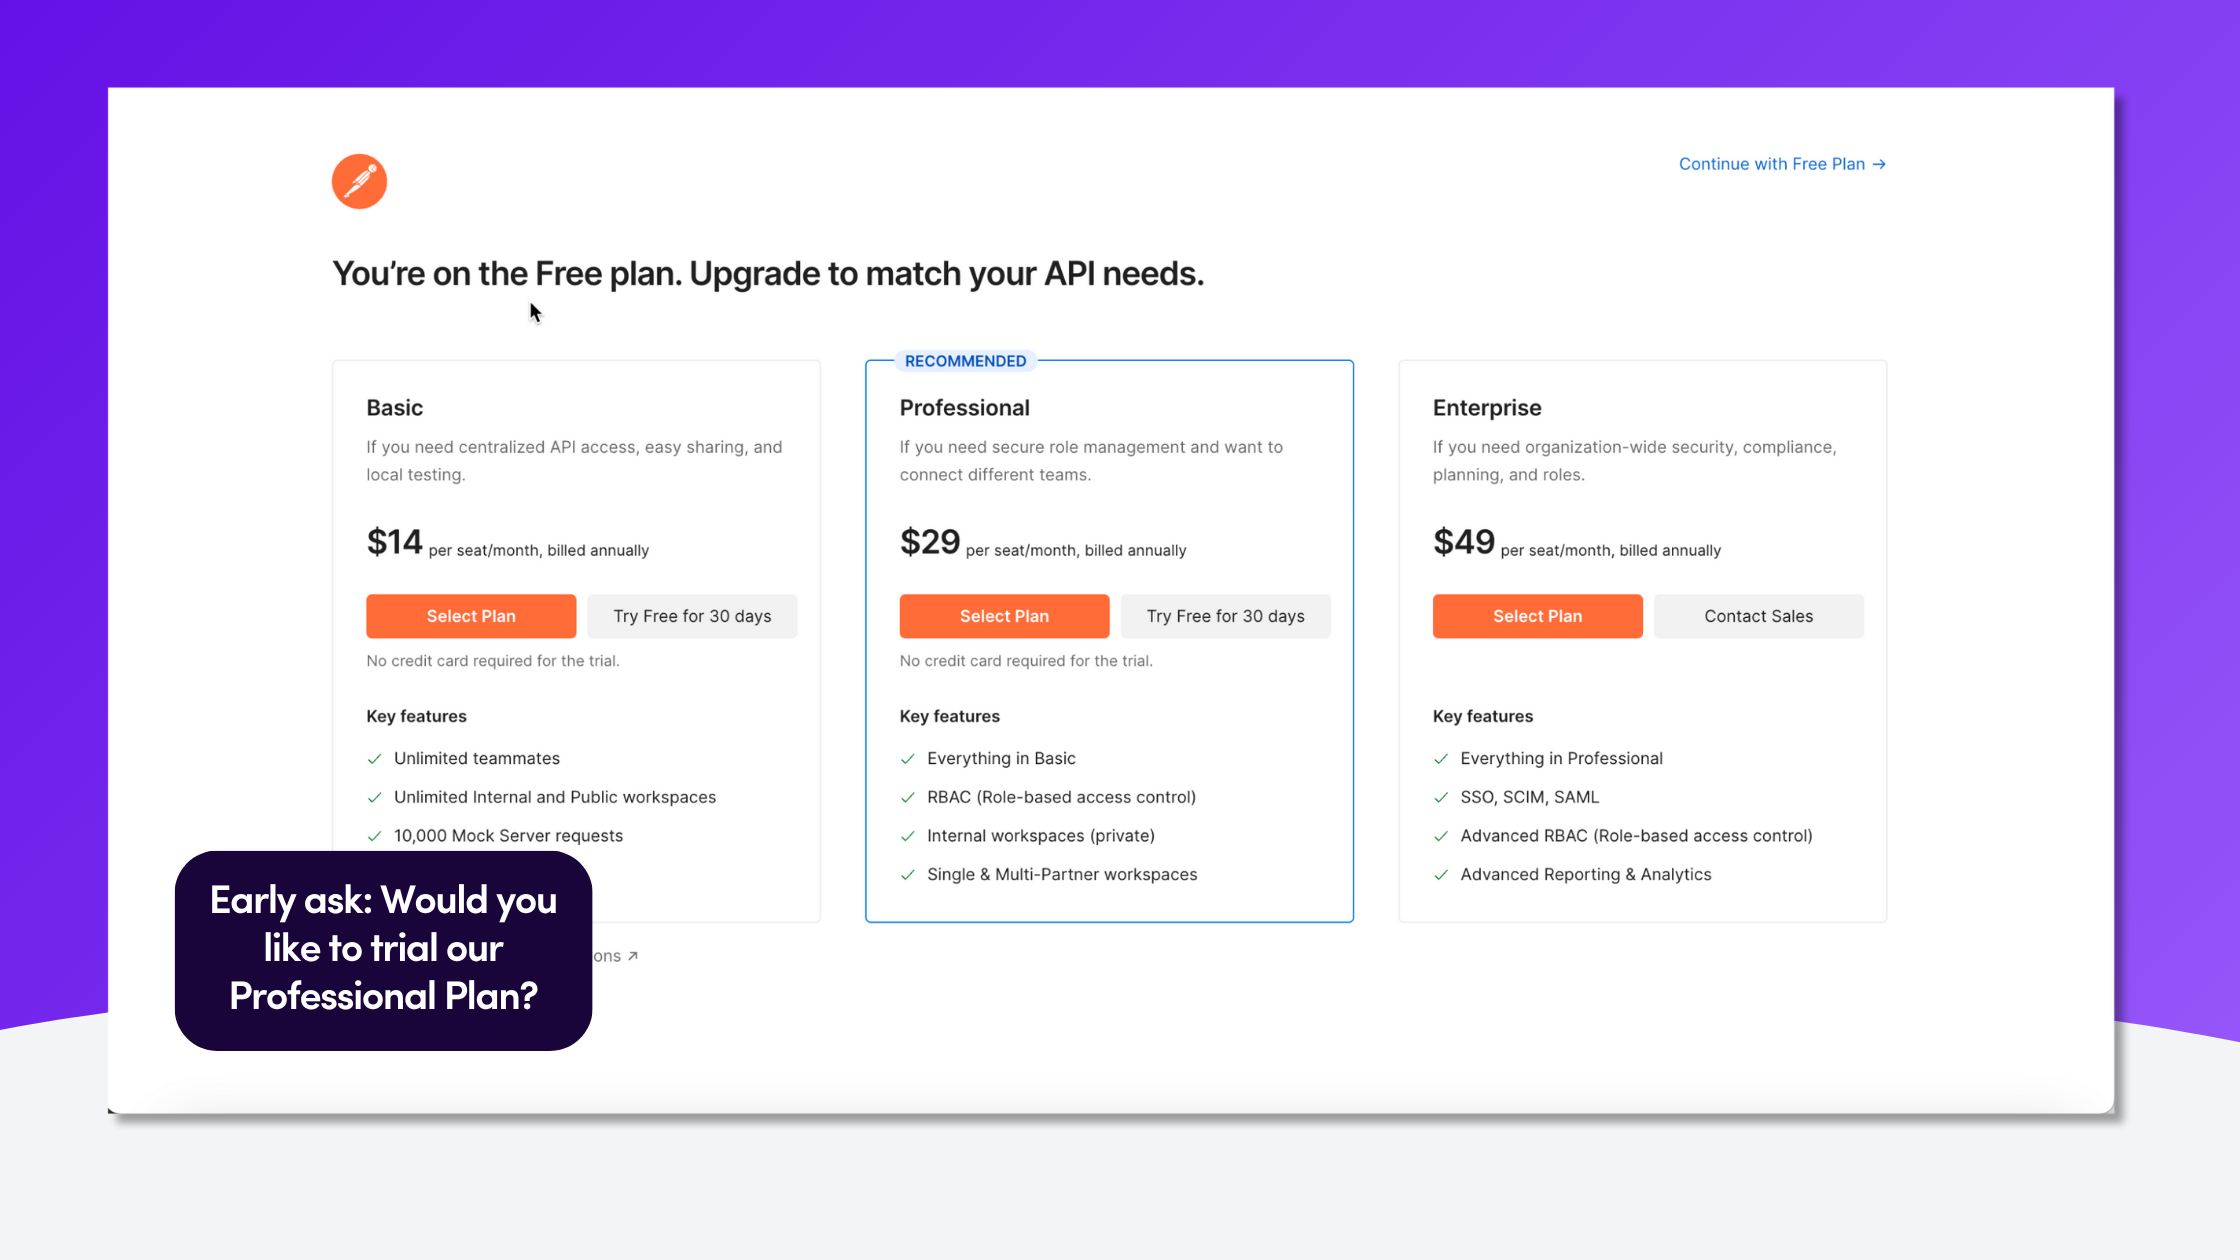 Continue with Free Plan →
You're on the Free plan. Upgrade to match your API needs.
Basic
If you need centralized API access, easy sharing, and
local testing.
$14 per seat/month, billed annually
Select Plan
Try Free for 30 days
No credit card required for the trial.
Key features
Unlimited teammates
Unlimited Internal and Public workspaces
10,000 Mock Server requests
RECOMMENDED
Professional
If you need secure role management and want to
connect different teams.
$29 per seat/month, billed annually
Select Plan
Try Free for 30 days
No credit card required for the trial.
Key features
Everything in Basic
RBAC (Role-based access control)
Internal workspaces (private)
Single & Multi-Partner workspaces
Enterprise
If you need organization-wide security, compliance,
planning, and roles.
$49 per seat/month, billed annually
Select Plan
Contact Sales
Key features
Everything in Professional
SSO, SCIM, SAML
Advanced RBAC (Role-based access control)
Advanced Reporting & Analytics
Early ask: Would you
like to trial our
Professional Plan?